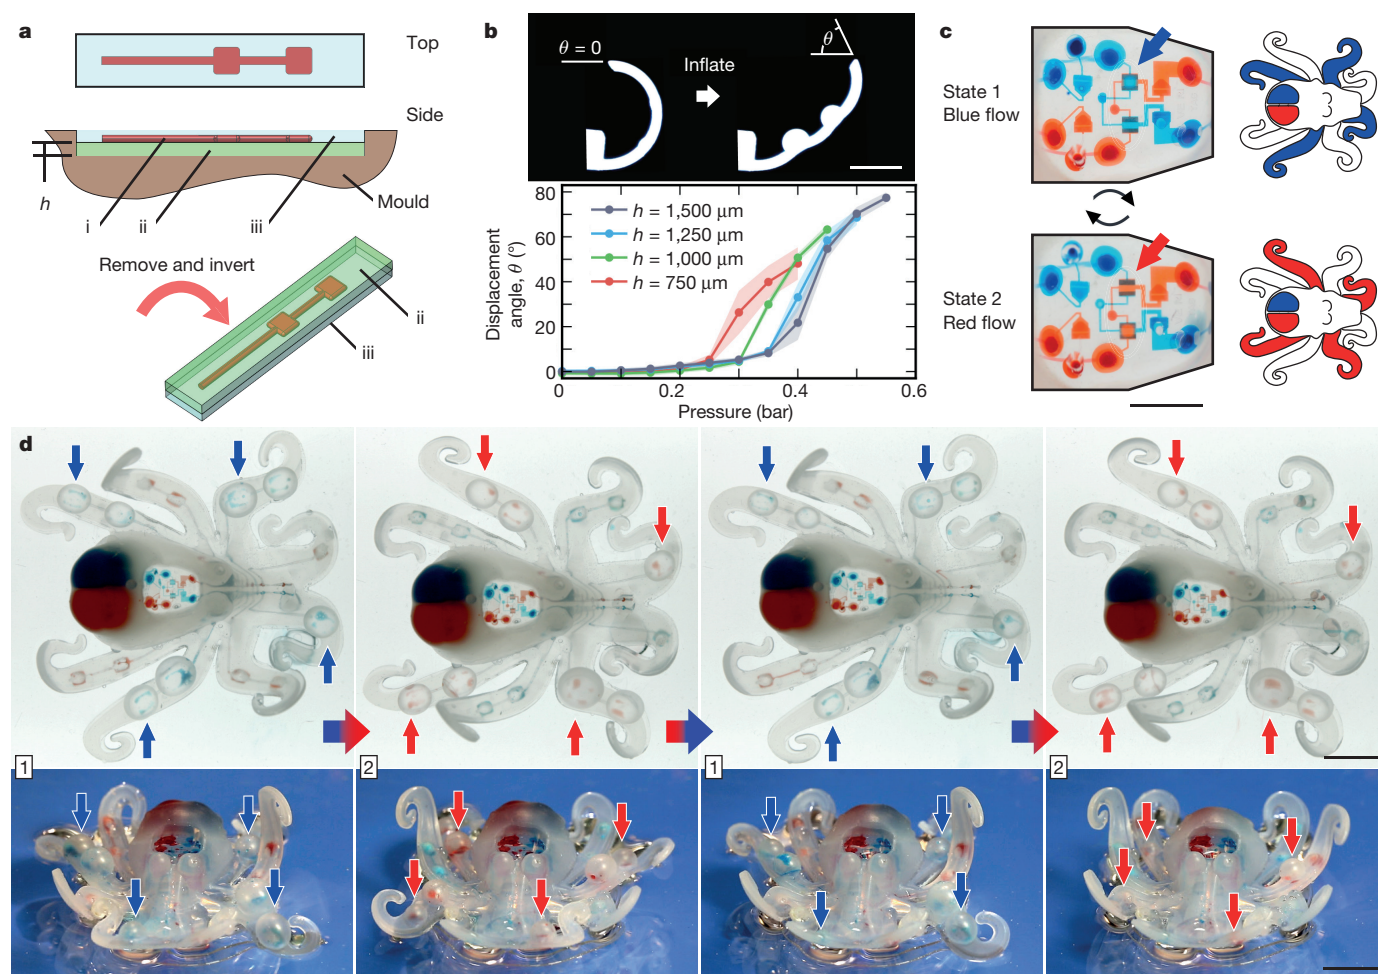 a
Top
Side
h
Mould
i
ii
iii
Remove and invert
ii
iii
b
θ = 0
Inflate
θ
Displacement
angle, θ (°)
80
60
40
20
0
h = 1,500 µm
h = 1,250 µm
h = 1,000 µm
h = 750 µm
0
0.2
0.4
0.6
Pressure (bar)
c
State 1
Blue flow
State 2
Red flow
d
1
2
1
2